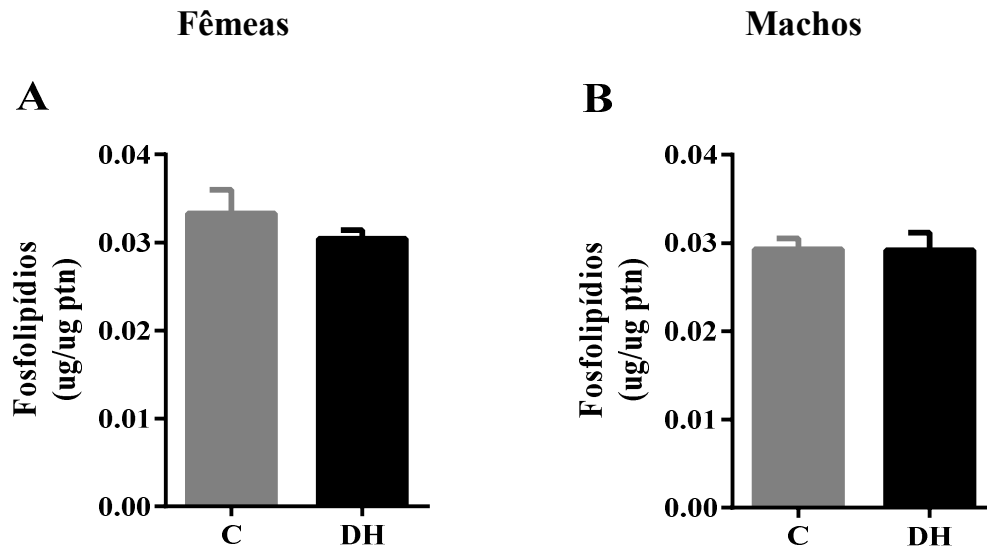 Fêmeas
Machos
A
Fosfolipídios
(ug/ug ptn)
0.04
0.03
0.02
0.01
0.00
C
DH
B
Fosfolipídios
(ug/ug ptn)
0.04
0.03
0.02
0.01
0.00
C
DH